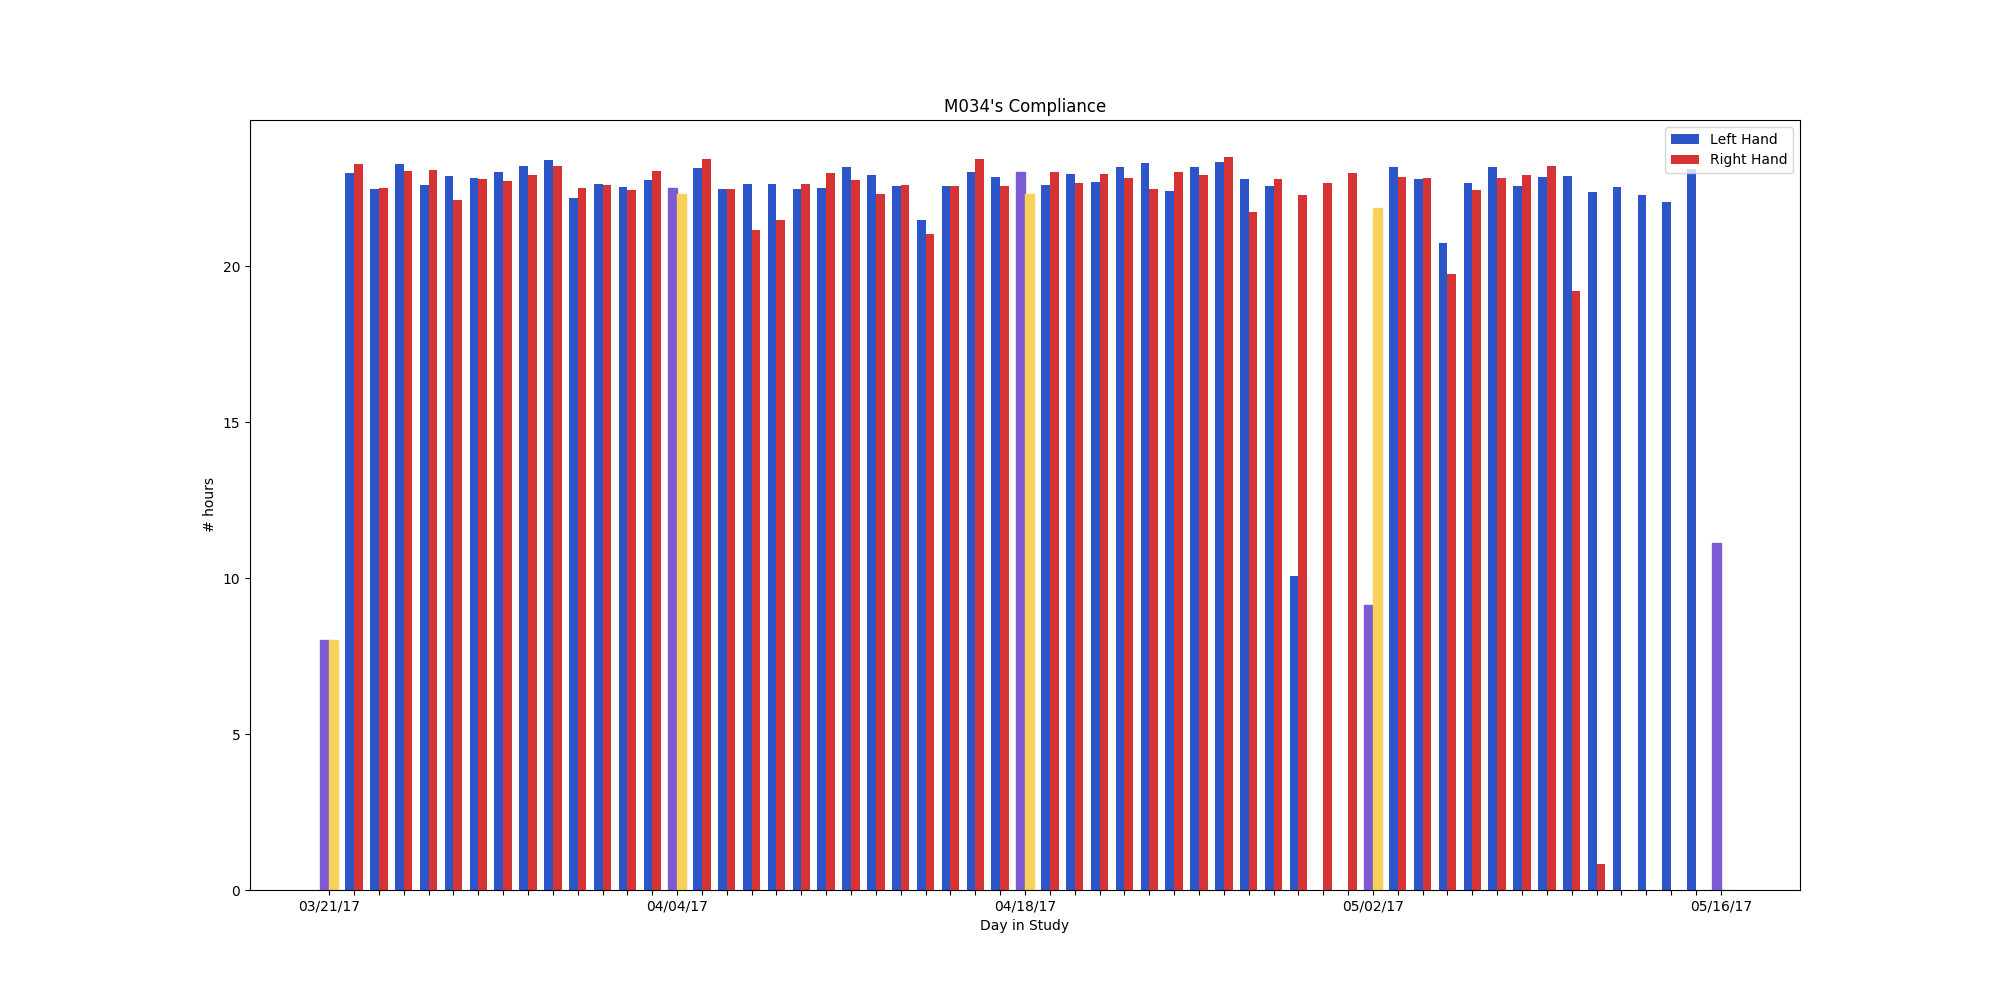 M034's Compliance
Left Hand
Right Hand
# hours
20
15
10
5
0
03/21/17 04/04/17 04/18/17 05/02/17 05/16/17
Day in Study